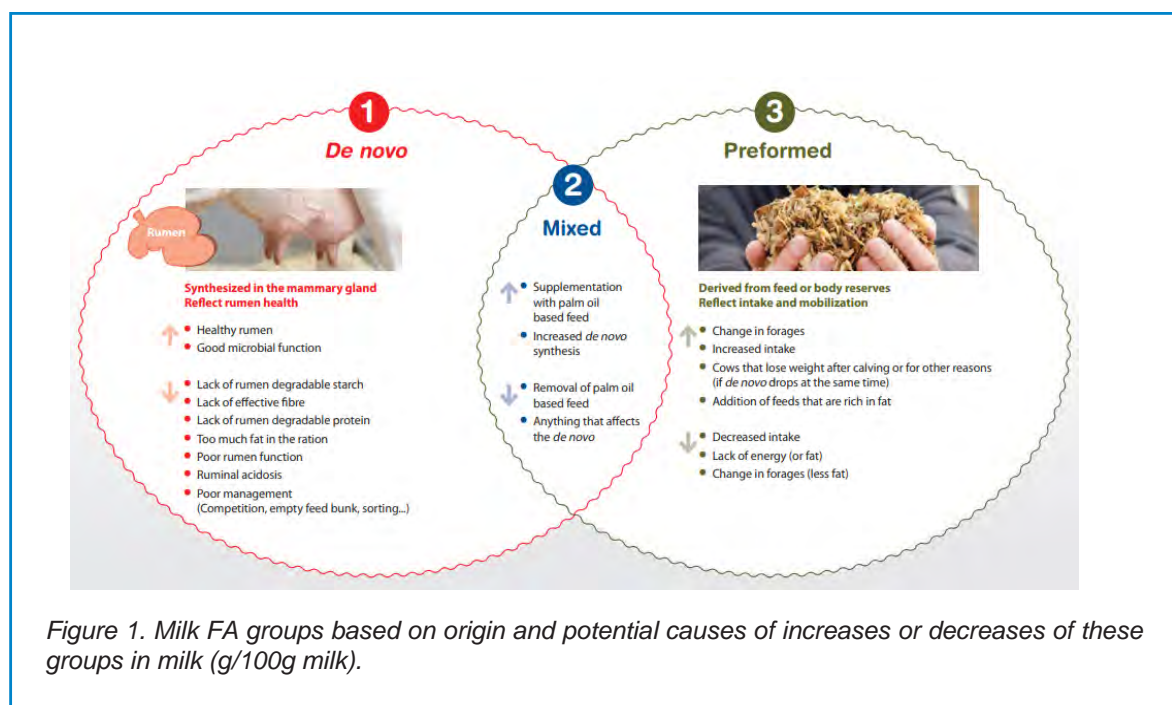 1
De novo
Rumen
Synthesized in the mammary gland
Reflect rumen health
• Healthy rumen
• Good microbial function
• Lack of rumen degradable starch
• Lack of effective fibre
• Lack of rumen degradable protein
• Too much fat in the ration
• Poor rumen function
• Ruminal acidosis
• Poor management
(Competition, empty feed bunk, sorting...)
2
Mixed
• Supplementation
with palm oil
based feed
• Increased de novo
synthesis
• Removal of palm oil
based feed
• Anything that affects
the de novo
3
Preformed
Derived from feed or body reserves
Reflect intake and mobilization
• Change in forages
• Increased intake
• Cows that lose weight after calving or for other reasons
(if de novo drops at the same time)
• Addition of feeds that are rich in fat
• Decreased intake
• Lack of energy (or fat)
• Change in forages (less fat)
Figure 1. Milk FA groups based on origin and potential causes of increases or decreases of these
groups in milk (g/100g milk).